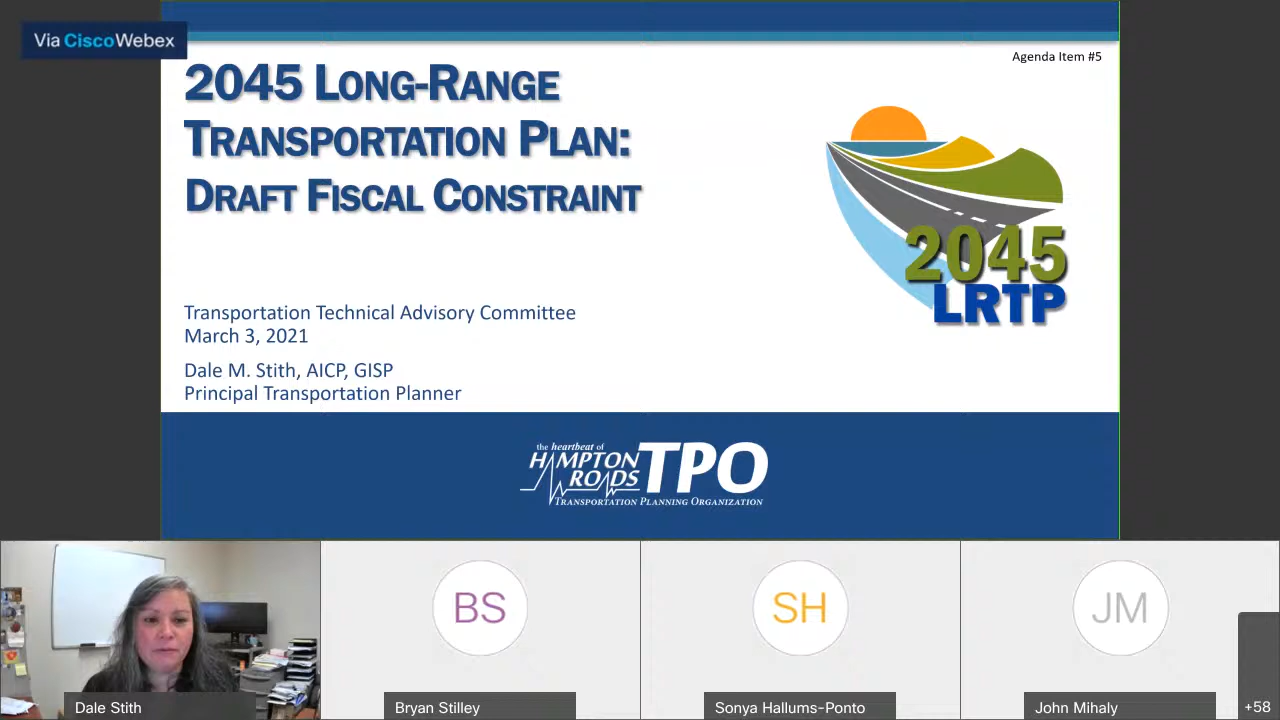 Via CiscoWebex
Agenda Item #5
2045 Long-Range
Transportation Plan:
Draft Fiscal Constraint
2045
LRTP
Transportation Technical Advisory Committee
March 3, 2021
Dale M. Stith, AICP, GISP
Principal Transportation Planner
the heartbeat of
HAMPTON
ROADS
TPO
Transportation Planning Organization
BS
SH
JM
Dale Stith
Bryan Stilley
Sonya Hallums-Ponto
John Mihaly
+58